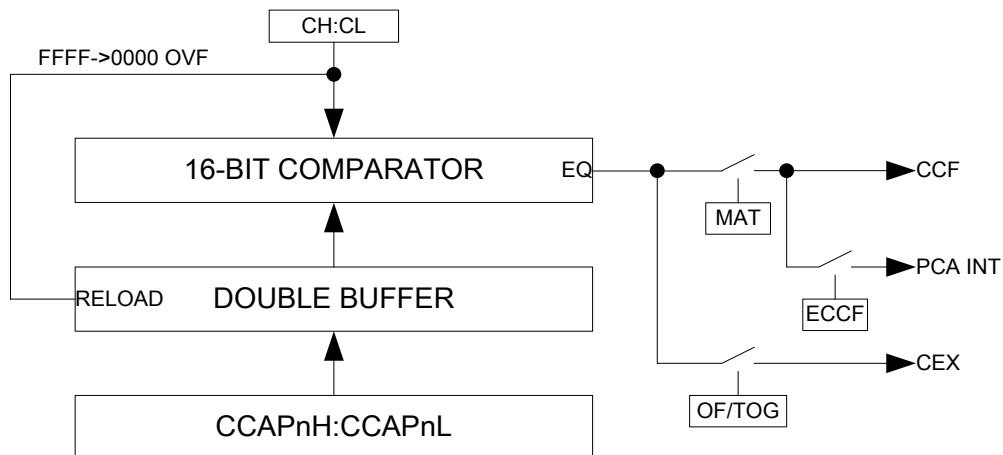 CH:CL
FFFF->0000 OVF
16-BIT COMPARATOR
EQ
CCF
MAT
PCA INT
RELOAD
DOUBLE BUFFER
ECCF
CEX
OF/TOG
CCAPnH:CCAPnL